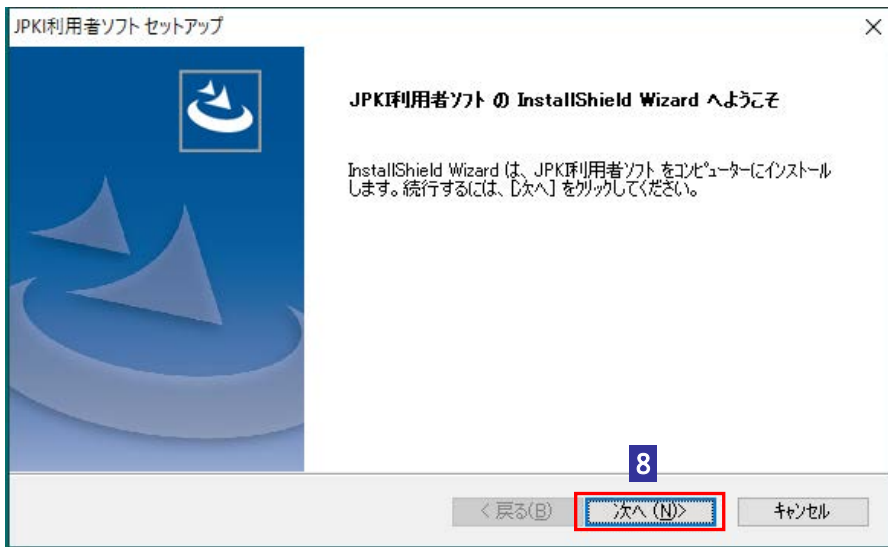 JPKI利用者ソフト セットアップ
JPKI利用者ソフト の InstallShield Wizard へようこそ
InstallShield Wizard は、JPKI利用者ソフト をコンピューターにインストール
します。続行するには、[次へ] をクリックしてください。
8
< 戻る(B)
次へ (N)>
キャンセル